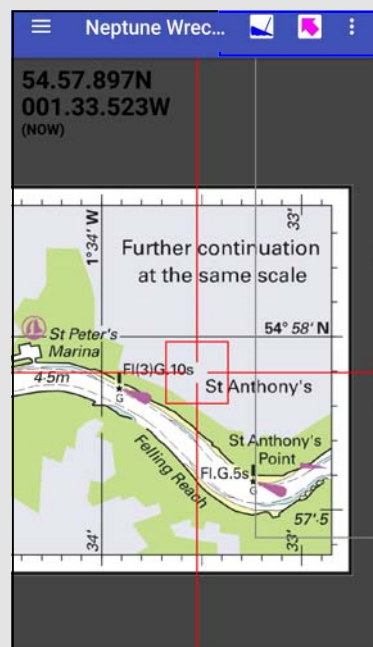 Neptune Wrec...
54.57.897N
001.33.523W
(NOW)
1° 34' W
33'
Further continuation
at the same scale
54° 58' N
St Peter's
Marina
Fl(3)G.10s
4·5m
G
St Anthony's
St Anthony's
Point
Felling Reach
Fl.G.5s
G
57'·5
34'
33'